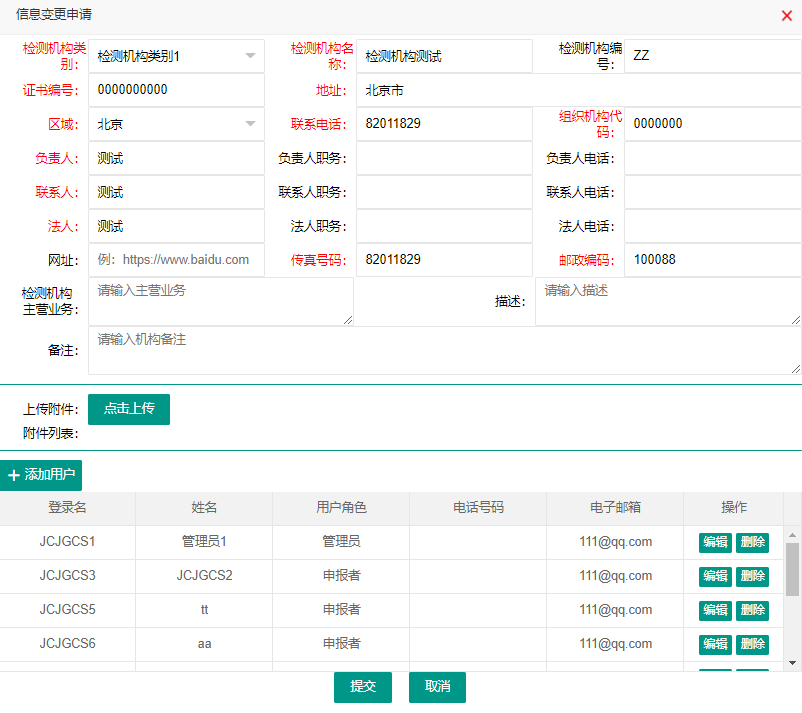 信息变更申请
检测机构类别： 检测机构类别1 检测机构名称： 检测机构测试 检测机构编号： ZZ
证书编号： 0000000000 地址： 北京市
区域： 北京 联系电话： 82011829 组织机构代码： 0000000
负责人： 测试 负责人职务： 负责人电话：
联系人： 测试 联系人职务： 联系人电话：
法人： 测试 法人职务： 法人电话：
网址： 例：https://www.baidu.com 传真号码： 82011829 邮政编码： 100088
检测机构主营业务： 请输入主营业务 描述： 请输入描述
备注： 请输入机构备注
上传附件： 点击上传
附件列表：
添加用户
登录名 姓名 用户角色 电话号码 电子邮箱 操作
JCJGCS1 管理员1 管理员 111@qq.com 编辑 删除
JCJGCS3 JCJGCS2 申报者 111@qq.com 编辑 删除
JCJGCS5 tt 申报者 111@qq.com 编辑 删除
JCJGCS6 aa 申报者 111@qq.com 编辑 删除
提交 取消